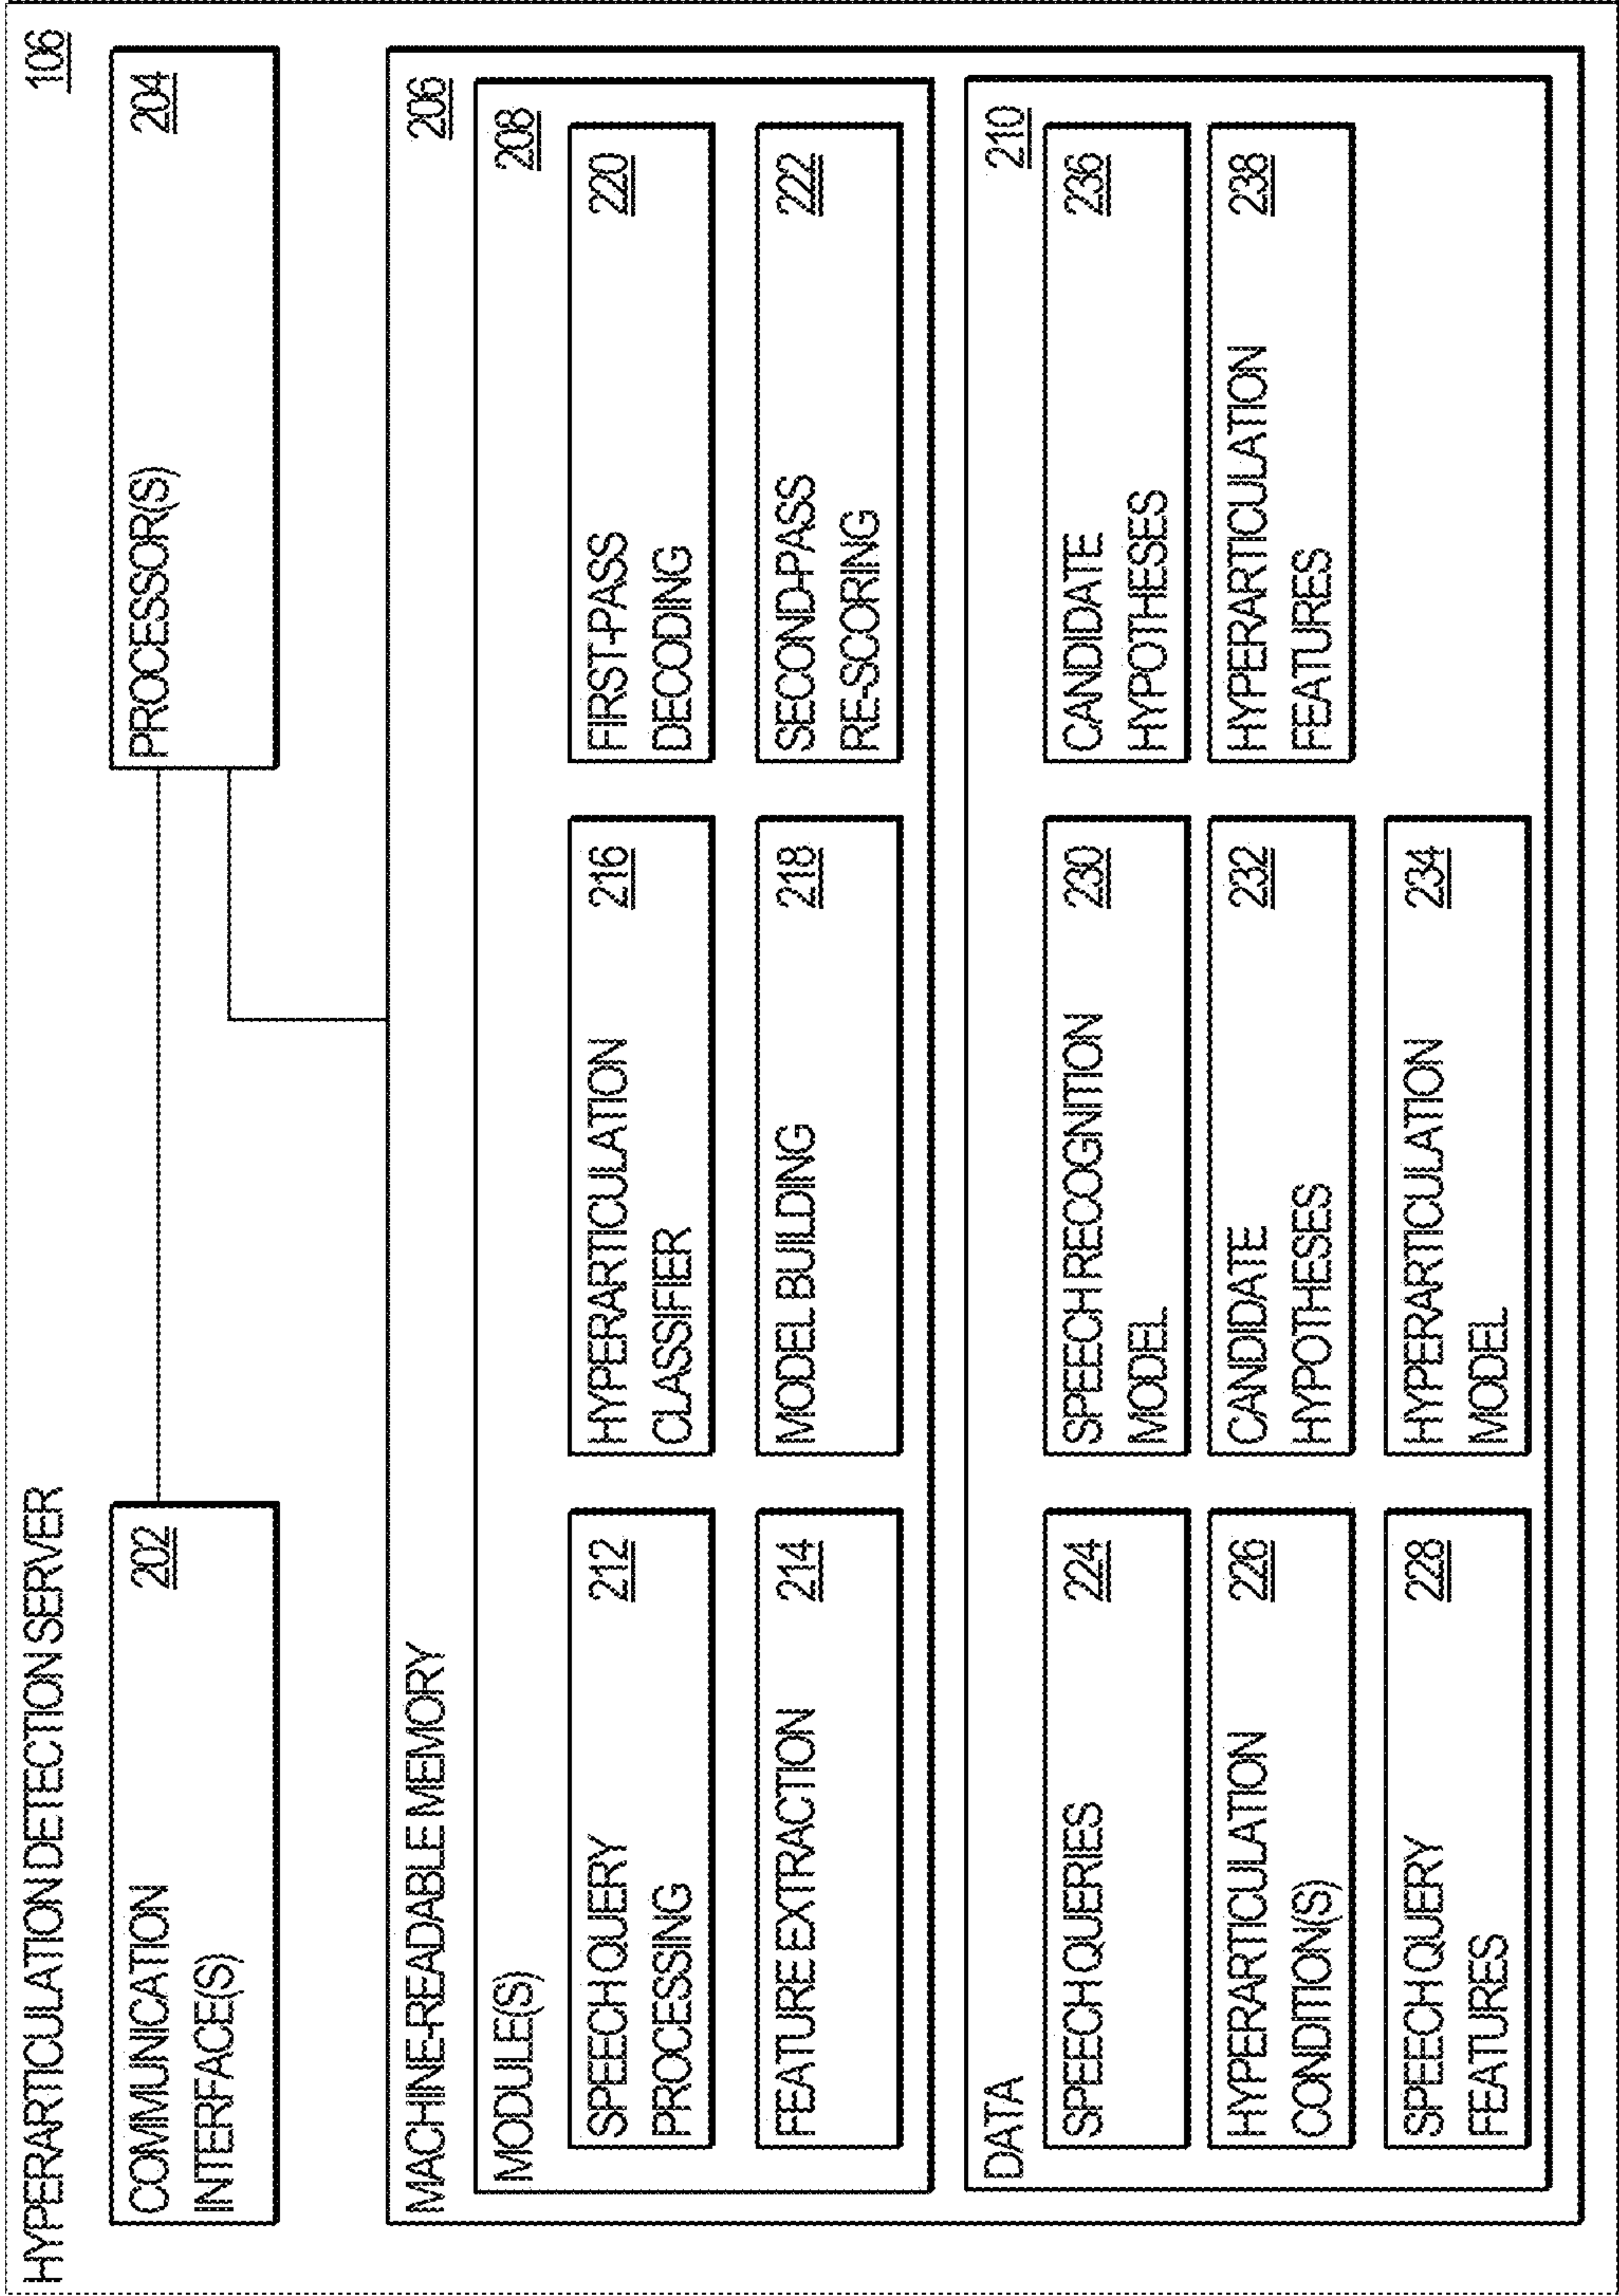 HYPERARTICULATION DETECTION SERVER
106
COMMUNICATION
INTERFACE(S)
202
PROCESSOR(S)
204
MACHINE-READABLE MEMORY
206
MODULE(S)
208
SPEECH QUERY
PROCESSING
212
HYPERARTICULATION
CLASSIFIER
216
FIRST-PASS
DECODING
220
FEATURE EXTRACTION
214
MODEL BUILDING
218
SECOND-PASS
RE-SCORING
222
DATA
210
SPEECH QUERIES
224
SPEECH RECOGNITION
MODEL
230
CANDIDATE
HYPOTHESES
236
HYPERARTICULATION
CONDITION(S)
226
CANDIDATE
HYPOTHESES
232
HYPERARTICULATION
FEATURES
238
SPEECH QUERY
FEATURES
228
HYPERARTICULATION
MODEL
234